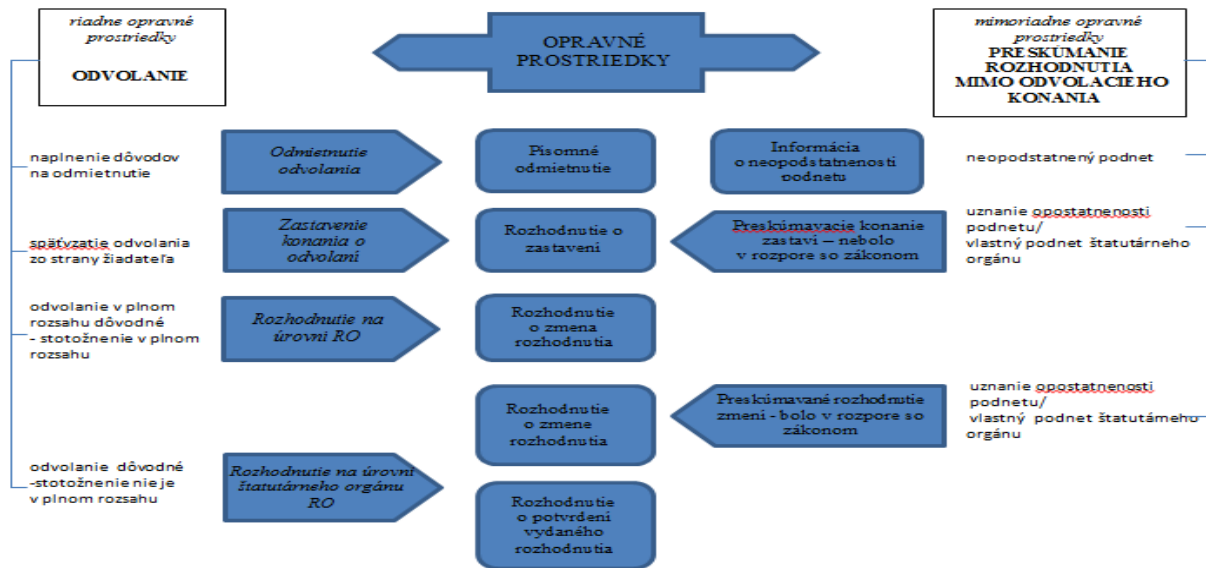 riadne opravné
prostriedky
ODVOLANIE
OPRAVNÉ
PROSTRIEDKY
mimoriadne opravné
prostriedky
PRESKÚMANIE
ROZHODNUTIA
MIMO ODVOLACIEHO
KONANIA
naplnenie dôvodov
na odmietnutie
Odmietnutie
odvolania
Písomné
odmietnutie
Informácia
o neopodstatnenosti
podnetu
neopodstatnený podnet
späťvzatie odvolania
zo strany žiadateľa
Zastavenie
konania o
odvolaní
Rozhodnutie o
zastavení
Preskúmavacie konanie
zastaví – nebolo
v rozpore so zákonom
uznanie opostatnenosti
podnetu/
vlastný podnet štatutárneho
orgánu
odvolanie v plnom
rozsahu dôvodné
- stotožnenie v plnom
rozsahu
Rozhodnutie na
úrovni RO
Rozhodnutie
o zmena
rozhodnutia
Rozhodnutie
o zmene
rozhodnutia
Preskúmavané rozhodnutie
zmení - bolo v rozpore so
zákonom
uznanie opostatnenosti
podnetu/
vlastný podnet štatutárneho
orgánu
odvolanie dôvodné
-stotožnenie nie je
v plnom rozsahu
Rozhodnutie na úrovni
štatutárneho orgánu
RO
Rozhodnutie
o potvrdení
vydaného
rozhodnutia